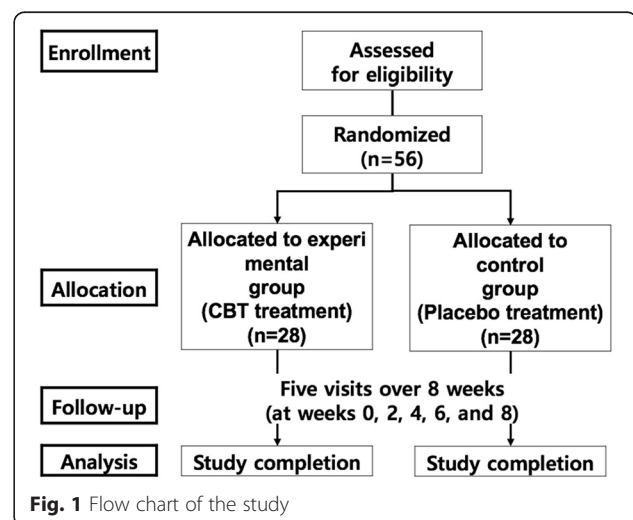 Enrollment
Assessed
for eligibility
Randomized
(n=56)
Allocation
Allocated to experi
mental
group
(CBT treatment)
(n=28)
Allocated to
control
group
(Placebo treatment)
(n=28)
Follow-up
Five visits over 8 weeks
(at weeks 0, 2, 4, 6, and 8)
Analysis
Study completion
Study completion
Fig. 1 Flow chart of the study